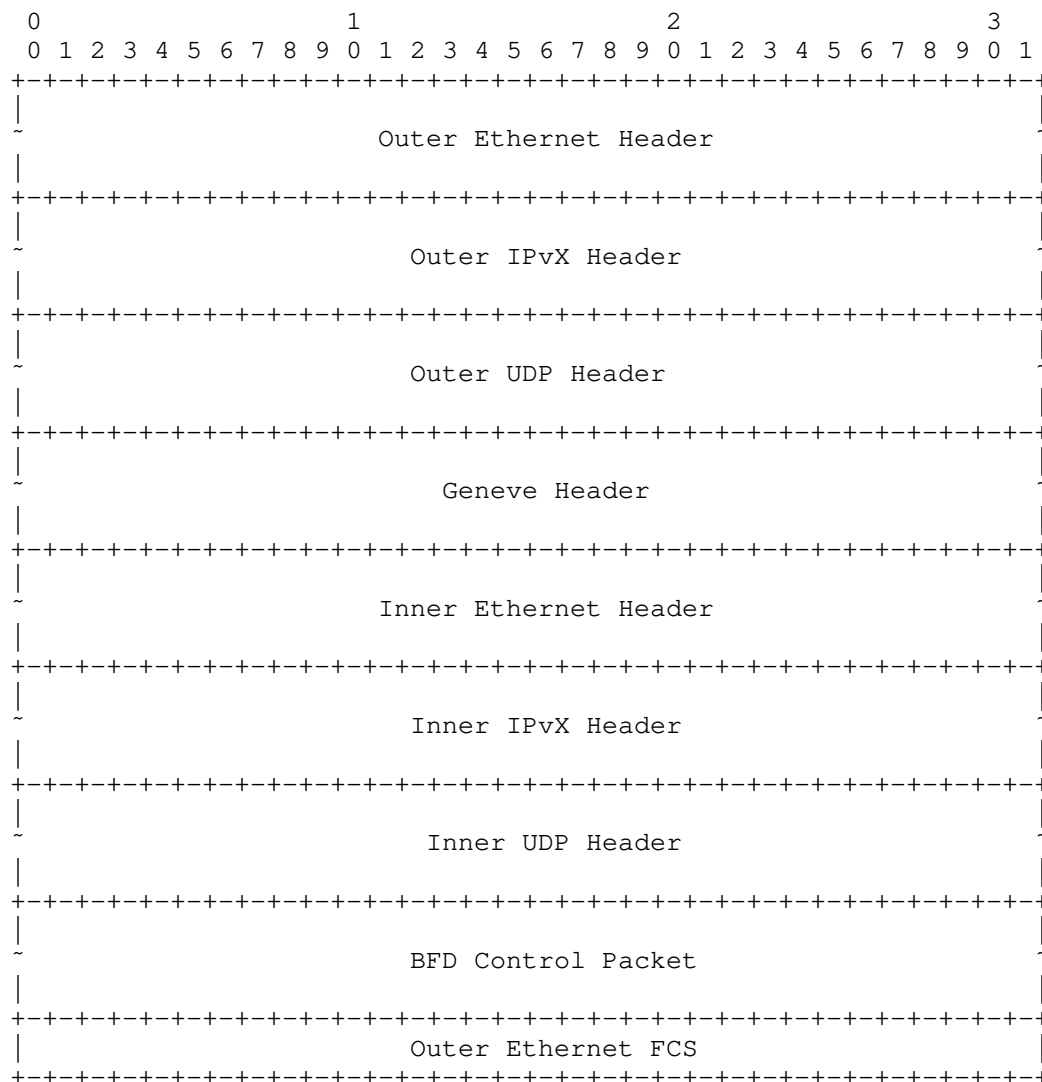 0                   1                   2                   3
 0 1 2 3 4 5 6 7 8 9 0 1 2 3 4 5 6 7 8 9 0 1 2 3 4 5 6 7 8 9 0 1
+-+-+-+-+-+-+-+-+-+-+-+-+-+-+-+-+-+-+-+-+-+-+-+-+-+-+-+-+-+-+-+-+
|                                                               |
~                      Outer Ethernet Header                    ~
|                                                               |
+-+-+-+-+-+-+-+-+-+-+-+-+-+-+-+-+-+-+-+-+-+-+-+-+-+-+-+-+-+-+-+-+
|                                                               |
~                        Outer IPvX Header                      ~
|                                                               |
+-+-+-+-+-+-+-+-+-+-+-+-+-+-+-+-+-+-+-+-+-+-+-+-+-+-+-+-+-+-+-+-+
|                                                               |
~                        Outer UDP Header                       ~
|                                                               |
+-+-+-+-+-+-+-+-+-+-+-+-+-+-+-+-+-+-+-+-+-+-+-+-+-+-+-+-+-+-+-+-+
|                                                               |
~                          Geneve Header                        ~
|                                                               |
+-+-+-+-+-+-+-+-+-+-+-+-+-+-+-+-+-+-+-+-+-+-+-+-+-+-+-+-+-+-+-+-+
|                                                               |
~                      Inner Ethernet Header                    ~
|                                                               |
+-+-+-+-+-+-+-+-+-+-+-+-+-+-+-+-+-+-+-+-+-+-+-+-+-+-+-+-+-+-+-+-+
|                                                               |
~                        Inner IPvX Header                      ~
|                                                               |
+-+-+-+-+-+-+-+-+-+-+-+-+-+-+-+-+-+-+-+-+-+-+-+-+-+-+-+-+-+-+-+-+
|                                                               |
~                         Inner UDP Header                      ~
|                                                               |
+-+-+-+-+-+-+-+-+-+-+-+-+-+-+-+-+-+-+-+-+-+-+-+-+-+-+-+-+-+-+-+-+
|                                                               |
~                        BFD Control Packet                     ~
|                                                               |
+-+-+-+-+-+-+-+-+-+-+-+-+-+-+-+-+-+-+-+-+-+-+-+-+-+-+-+-+-+-+-+-+
|                        Outer Ethernet FCS                     |
+-+-+-+-+-+-+-+-+-+-+-+-+-+-+-+-+-+-+-+-+-+-+-+-+-+-+-+-+-+-+-+-+